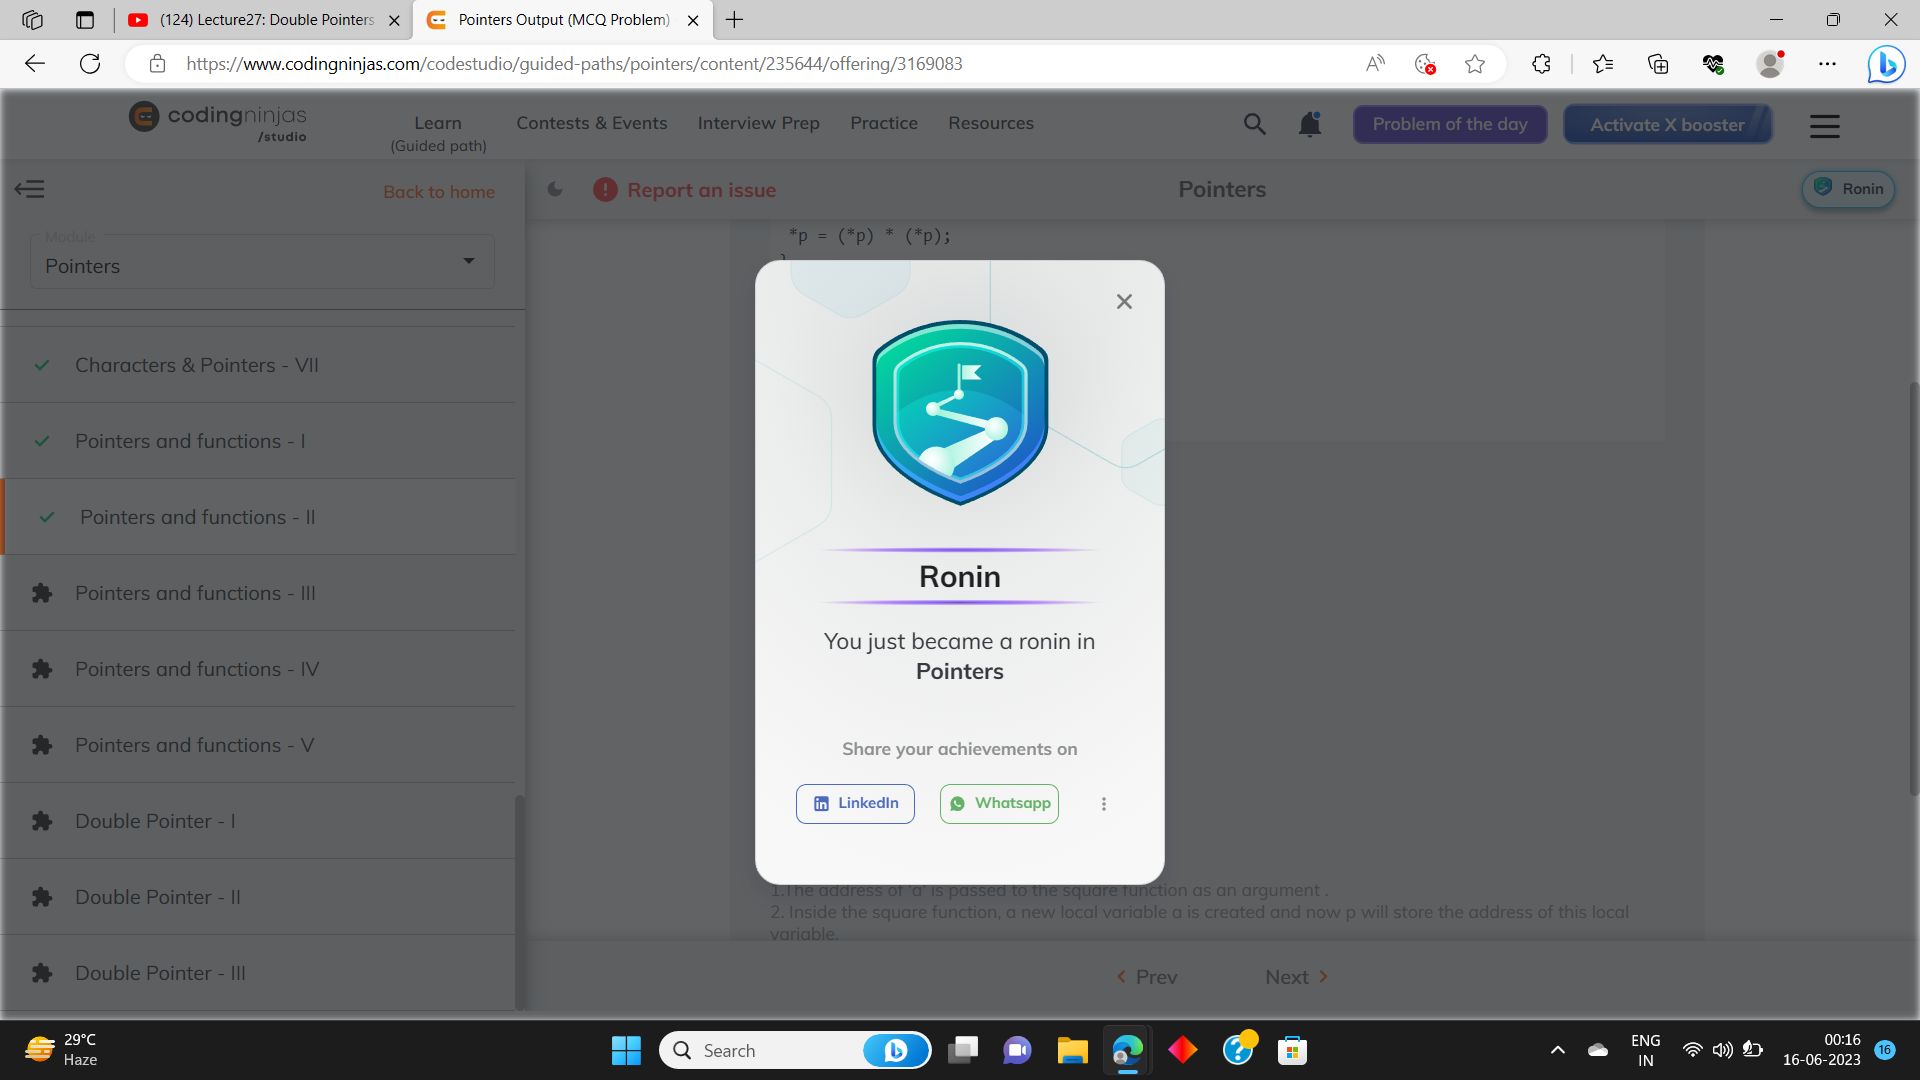 (124) Lecture27: Double Pointers
Pointers Output (MCQ Problem)
https://www.codingninjas.com/codestudio/guided-paths/pointers/content/235644/offering/3169083
codingninjas
/studio
Learn
(Guided path)
Contests & Events
Interview Prep
Practice
Resources
Problem of the day
Activate X booster
Back to home
Report an issue
Pointers
Ronin
Module
Pointers
*p = (*p) * (*p);
}
Characters & Pointers - VII
Pointers and functions - I
Pointers and functions - II
Pointers and functions - III
Pointers and functions - IV
Pointers and functions - V
Double Pointer - I
Double Pointer - II
Double Pointer - III
Ronin
You just became a ronin in
Pointers
Share your achievements on
LinkedIn
Whatsapp
1.The address of 'a' is passed to the square function as an argument .
2. Inside the square function, a new local variable a is created and now p will store the address of this local
variable.
Prev
Next
29°C
Haze
Search
ENG
IN
00:16
16-06-2023
16